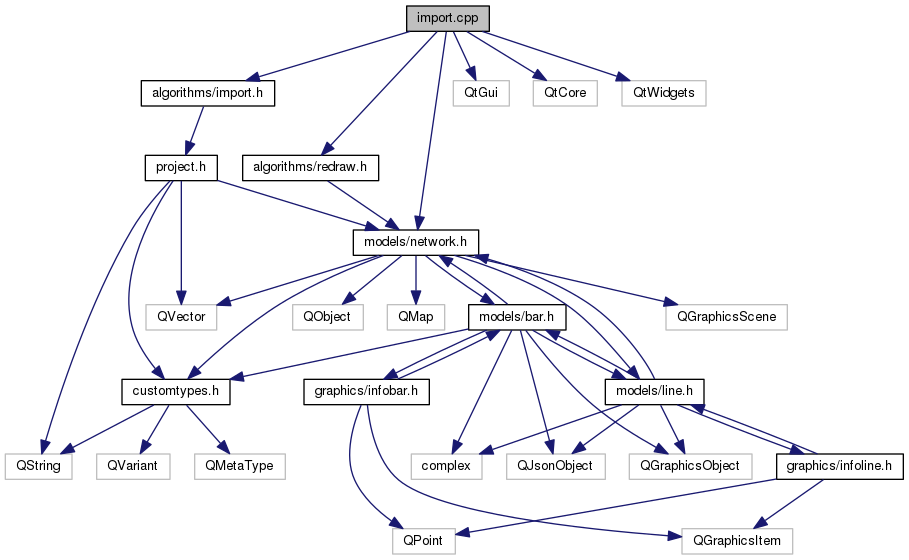 import.cpp
algorithms/import.h
QtGui
QtCore
QtWidgets
project.h
algorithms/redraw.h
models/network.h
QVector
QObject
QMap
models/bar.h
QGraphicsScene
customtypes.h
graphics/infobar.h
models/line.h
QString
QVariant
QMetaType
complex
QJsonObject
QGraphicsObject
graphics/infoline.h
QPoint
QGraphicsItem